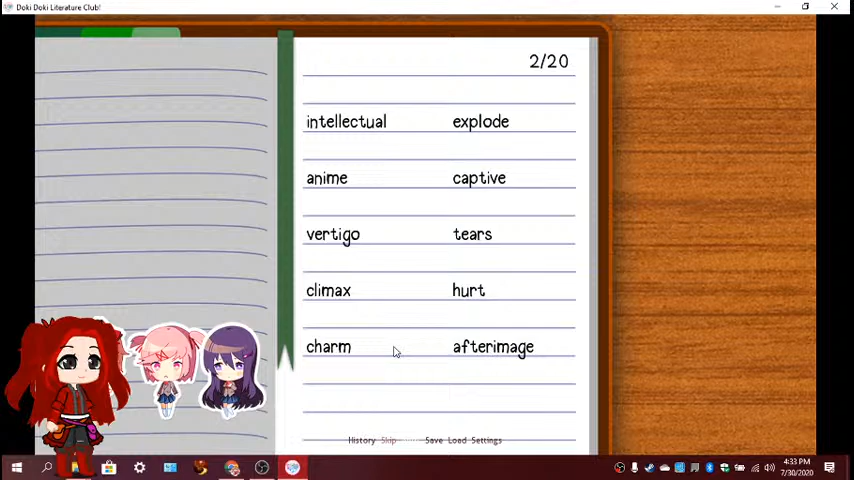 Doki Doki Literature Club!
2/20
intellectual explode
anime captive
vertigo tears
climax hurt
charm afterimage
History Skip Save Load Settings
4:33 PM
7/30/2020